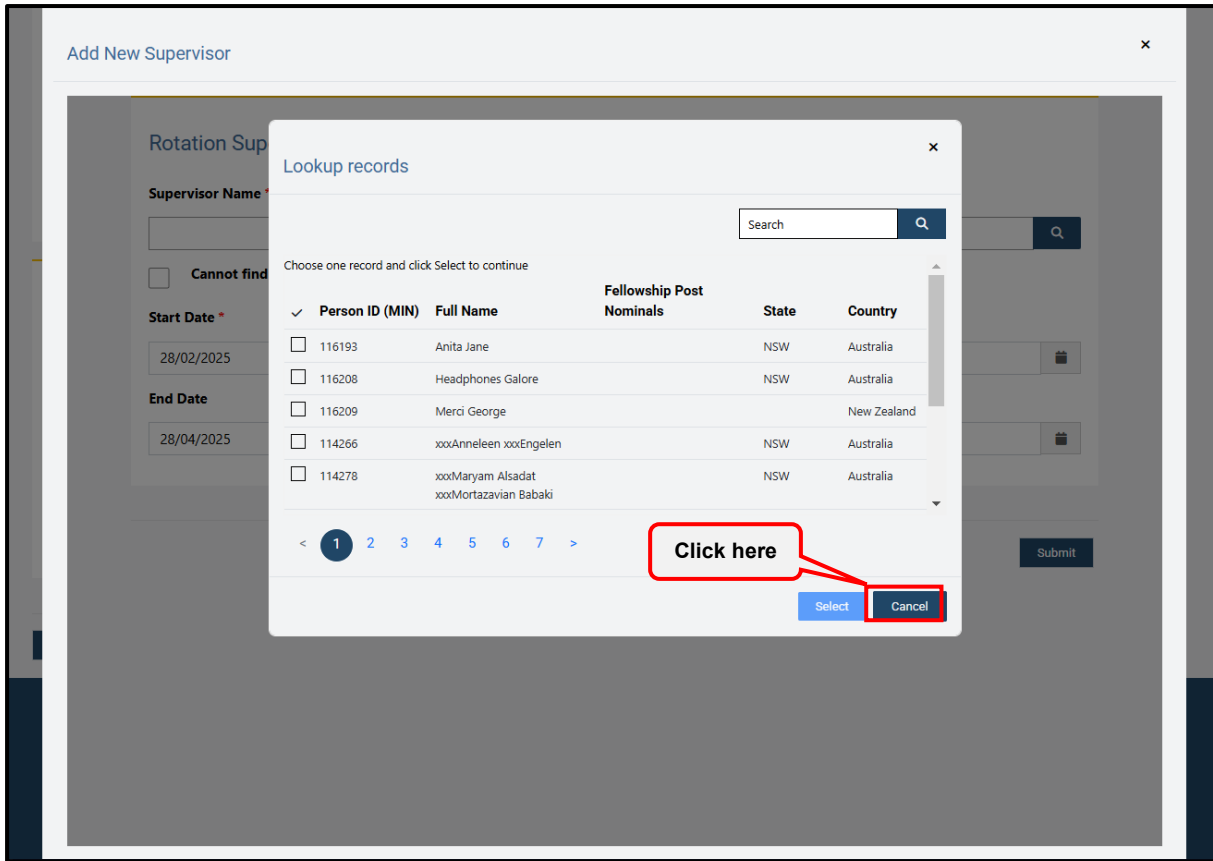 Add New Supervisor
×
Rotation Sup
Lookup records
×
Supervisor Name *
Search
Cannot find
Choose one record and click Select to continue
Person ID (MIN) Full Name Fellowship Post Nominals State Country
Start Date *
116193 Anita Jane NSW Australia
28/02/2025
116208 Headphones Galore NSW Australia
End Date
116209 Merci George New Zealand
28/04/2025
114266 xxxAnneleen xxxEngelen NSW Australia
114278 xxxMaryam Alsadat NSW Australia
xxxMortazavian Babaki
< 1 2 3 4 5 6 7 >
Click here
Submit
Select Cancel